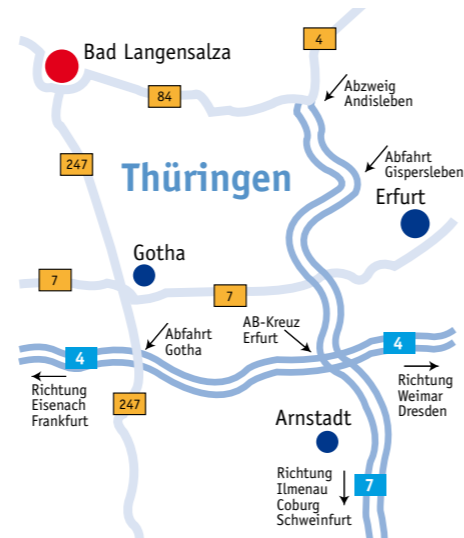 4
Bad Langensalza
84
Abzweig
Andisleben
247
Abfahrt
Gispersleben
Thüringen
Erfurt
Gotha
7
7
AB-Kreuz
Erfurt
Abfahrt
Gotha
4
4
Richtung
Eisenach
Frankfurt
247
Richtung
Weimar
Dresden
Arnstadt
Richtung
Ilmenau
Coburg
Schweinfurt
7